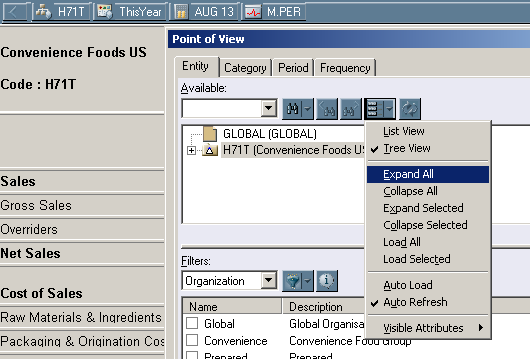 H71T ThisYear AUG 13 M.PER
Convenience Foods US
Code : H71T
Sales
Gross Sales
Overriders
Net Sales
Cost of Sales
Raw Materials & Ingredients
Packaging & Origination Cos
Point of View
Entity Category Period Frequency
Available:
GLOBAL (GLOBAL)
H71T (Convenience Foods US
List View
Tree View
Expand All
Collapse All
Expand Selected
Collapse Selected
Load All
Load Selected
Auto Load
Auto Refresh
Visible Attributes
Filters:
Organization
Name Description
Global Global Organisa
Convenience Convenience Food Group
Prepared Prepared